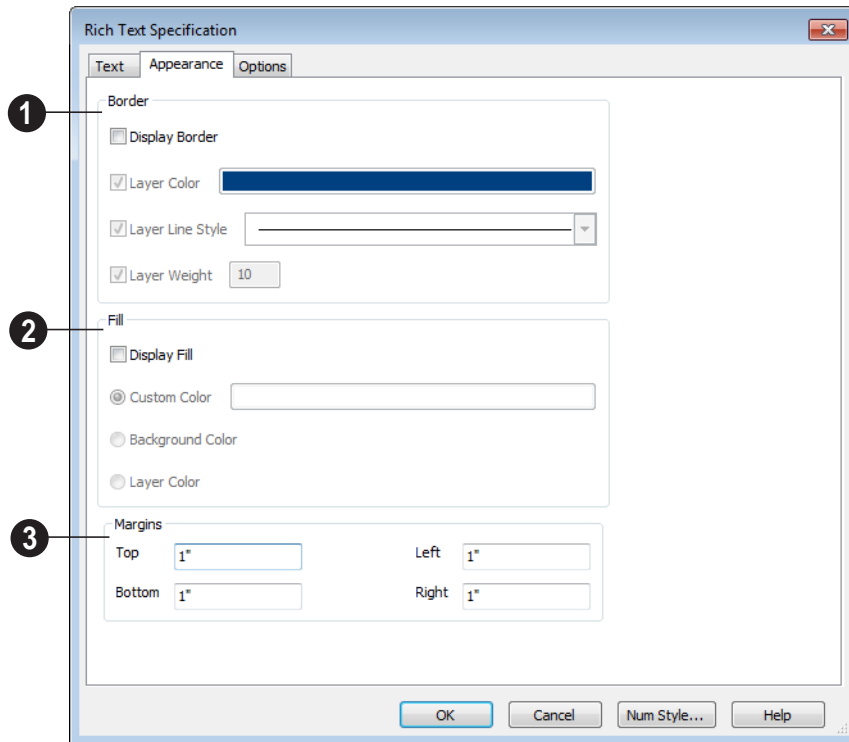 Rich Text Specification
Text Appearance Options
1
Border
Display Border
Layer Color
Layer Line Style
Layer Weight 10
2
Fill
Display Fill
Custom Color
Background Color
Layer Color
3
Margins
Top 1" Left 1"
Bottom 1" Right 1"
OK Cancel Num Style... Help